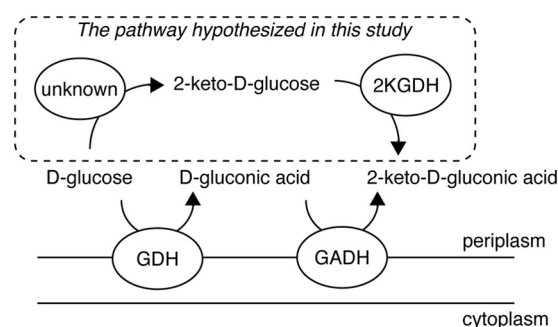 The pathway hypothesized in this study
unknown
2-keto-D-glucose
2KGDH
D-glucose
D-gluconic acid
2-keto-D-gluconic acid
GDH
GADH
periplasm
cytoplasm